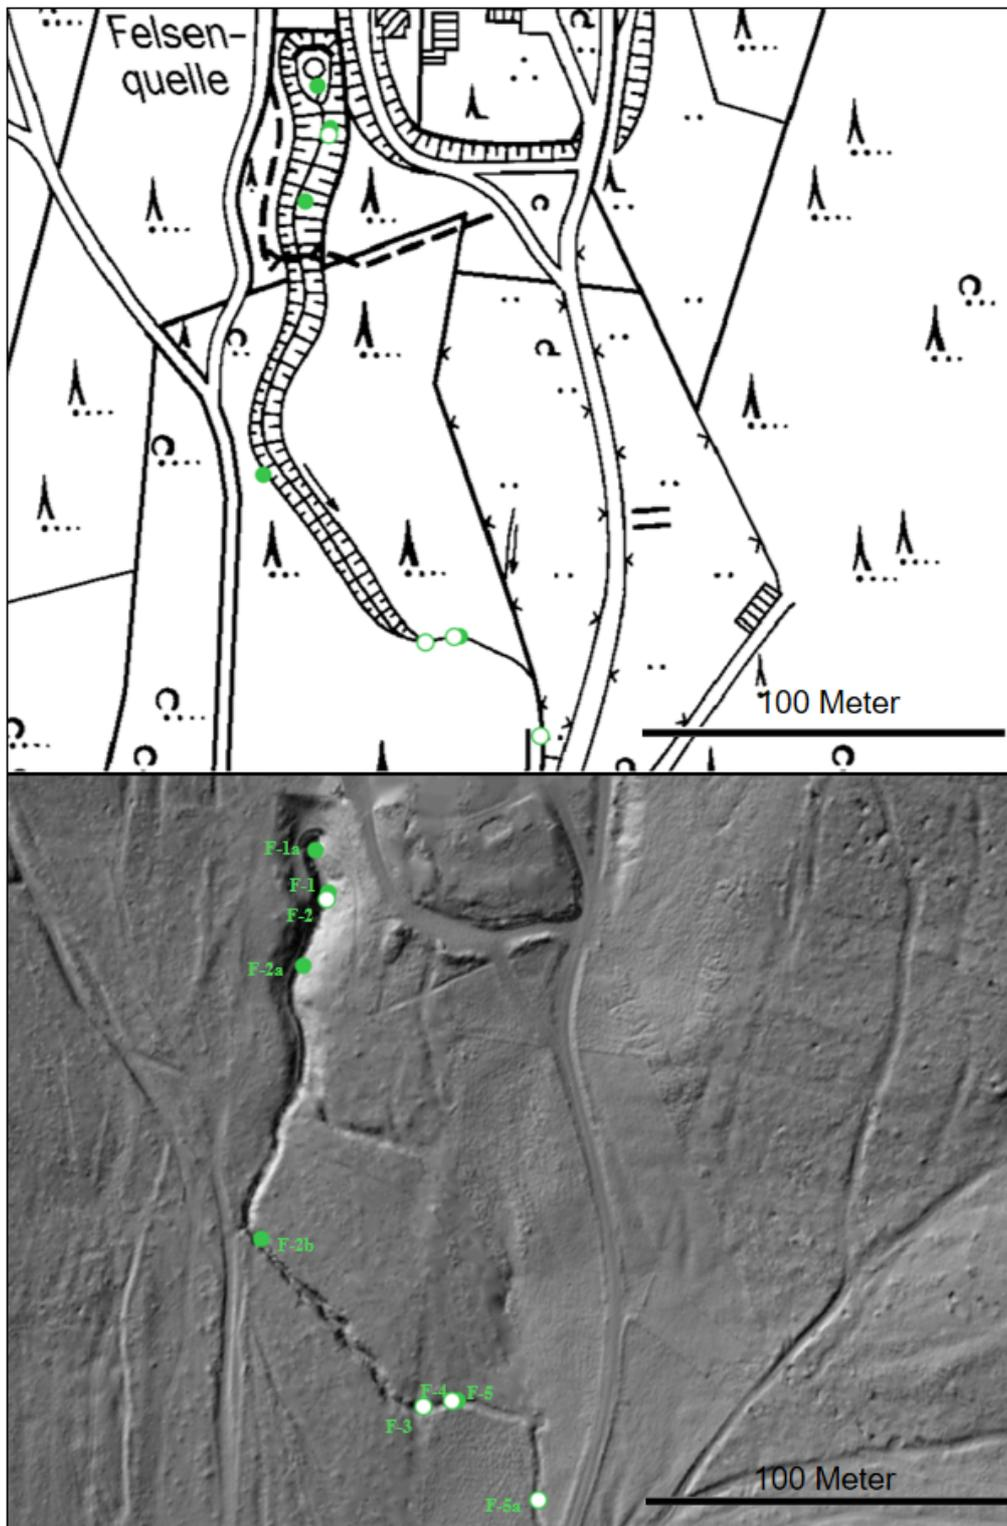 Felsen-
quelle
100 Meter
F-1a
F-1
F-2
F-2a
F-2b
F-4 F-5
F-3
100 Meter
F-5a